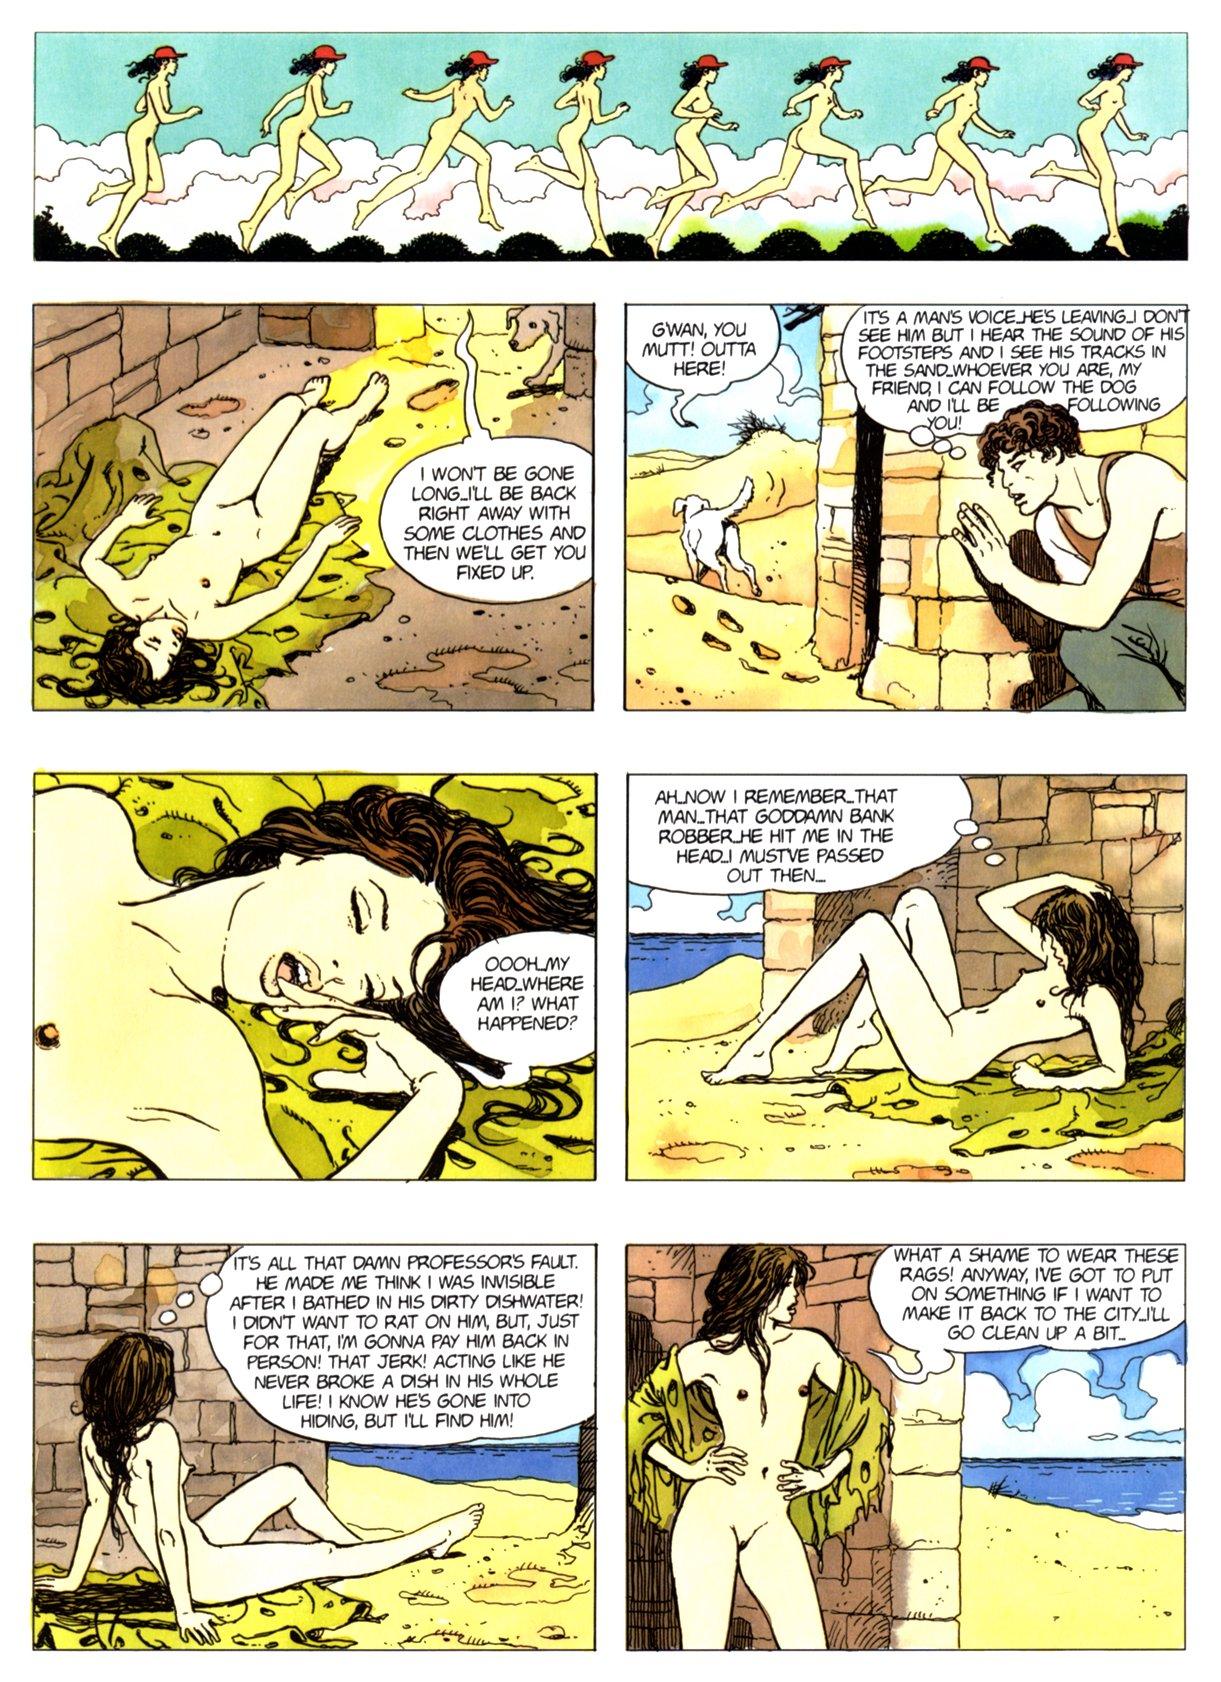 I WON'T BE GONE
LONG...I'LL BE BACK
RIGHT AWAY WITH
SOME CLOTHES AND
THEN WE'LL GET YOU
FIXED UP.
G'WAN, YOU
MUTT! OUTTA
HERE!
IT'S A MAN'S VOICE...HE'S LEAVING...I DON'T
SEE HIM BUT I HEAR THE SOUND OF HIS
FOOTSTEPS AND I SEE HIS TRACKS IN
THE SAND...WHOEVER YOU ARE, MY
FRIEND, I CAN FOLLOW THE DOG
AND I'LL BE FOLLOWING
YOU!
OOOH...MY
HEAD...WHERE
AM I? WHAT
HAPPENED?
AH...NOW I REMEMBER...THAT
MAN...THAT GODDAMN BANK
ROBBER...HE HIT ME IN THE
HEAD...I MUST'VE PASSED
OUT THEN....
IT'S ALL THAT DAMN PROFESSOR'S FAULT.
HE MADE ME THINK I WAS INVISIBLE
AFTER I BATHED IN HIS DIRTY DISHWATER!
I DIDN'T WANT TO RAT ON HIM, BUT, JUST
FOR THAT, I'M GONNA PAY HIM BACK IN
PERSON! THAT JERK! ACTING LIKE HE
NEVER BROKE A DISH IN HIS WHOLE
LIFE! I KNOW HE'S GONE INTO
HIDING, BUT I'LL FIND HIM!
WHAT A SHAME TO WEAR THESE
RAGS! ANYWAY, I'VE GOT TO PUT
ON SOMETHING IF I WANT TO
MAKE IT BACK TO THE CITY...I'LL
GO CLEAN UP A BIT...